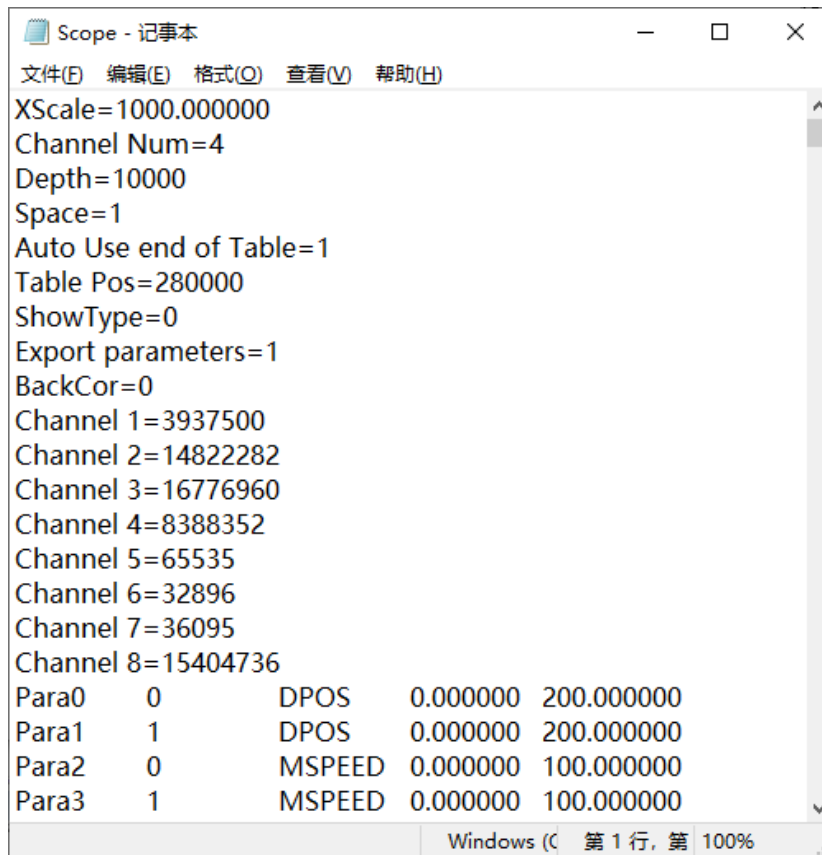 Scope - 记事本
文件(F) 编辑(E) 格式(O) 查看(V) 帮助(H)
XScale=1000.000000
Channel Num=4
Depth=10000
Space=1
Auto Use end of Table=1
Table Pos=280000
ShowType=0
Export parameters=1
BackCor=0
Channel 1=3937500
Channel 2=14822282
Channel 3=16776960
Channel 4=8388352
Channel 5=65535
Channel 6=32896
Channel 7=36095
Channel 8=15404736
Para0 0 DPOS 0.000000 200.000000
Para1 1 DPOS 0.000000 200.000000
Para2 0 MSPEED 0.000000 100.000000
Para3 1 MSPEED 0.000000 100.000000
Windows (C 第 1 行, 第 100%